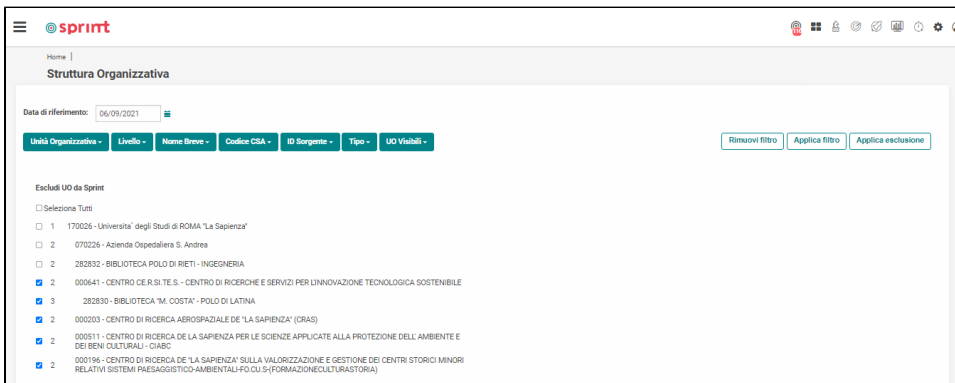 sprint
Home |
Struttura Organizzativa
Data di riferimento: 06/09/2021
Unità Organizzativa Livello Nome Breve Codice CSA ID Sorgente Tipo UO Visibili Rimuovi filtro Applica filtro Applica esclusione
Escludi UO da Sprint
Seleziona Tutti
1 170026 - Universita` degli Studi di ROMA "La Sapienza"
2 070226 - Azienda Ospedaliera S. Andrea
2 282832 - BIBLIOTECA POLO DI RIETI - INGEGNERIA
2 000641 - CENTRO CE.R.SI.TE.S. - CENTRO DI RICERCHE E SERVIZI PER L'INNOVAZIONE TECNOLOGICA SOSTENIBILE
3 282830 - BIBLIOTECA "M. COSTA" - POLO DI LATINA
2 000203 - CENTRO DI RICERCA AEROSPAZIALE DE "LA SAPIENZA" (CRAS)
2 000511 - CENTRO DI RICERCA DE LA SAPIENZA PER LE SCIENZE APPLICATE ALLA PROTEZIONE DELL' AMBIENTE E
DEI BENI CULTURALI - CIABC
2 000196 - CENTRO DI RICERCA DE "LA SAPIENZA" SULLA VALORIZZAZIONE E GESTIONE DEI CENTRI STORICI MINORI
RELATIVI SISTEMI PAESAGGISTICO-AMBIENTALI-FO.CU.S-(FORMAZIONECULTURASTORIA)